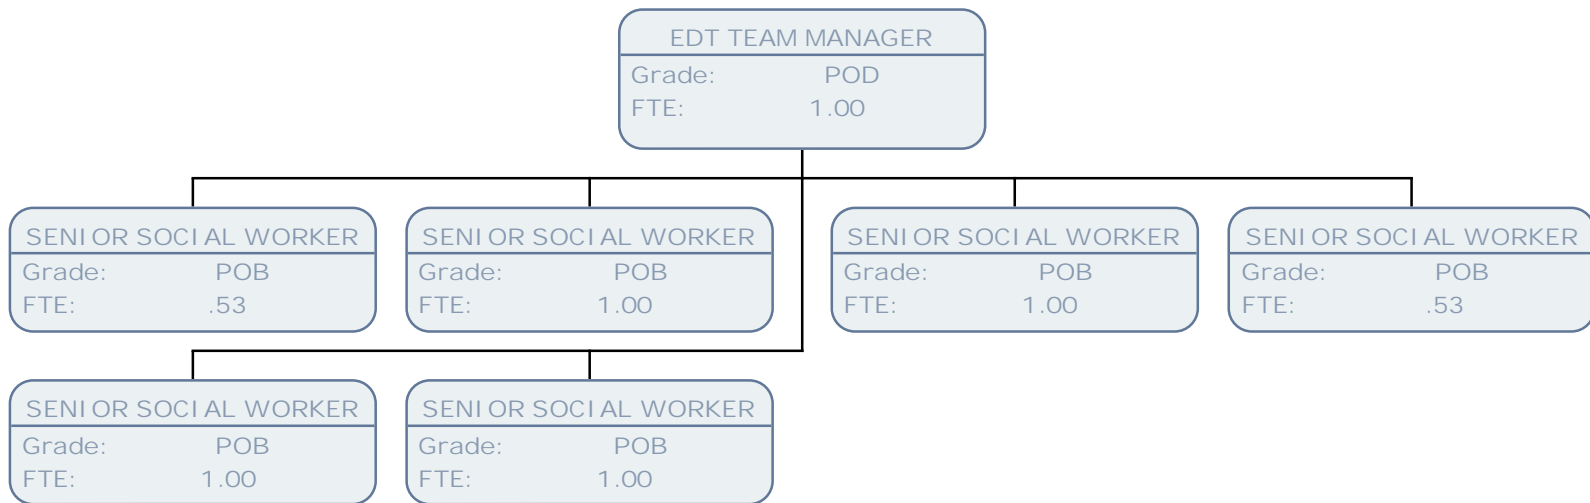 EDT TEAM MANAGER
Grade: POD
FTE: 1.00
SENIOR SOCIAL WORKER
Grade: POB
FTE: .53
SENIOR SOCIAL WORKER
Grade: POB
FTE: 1.00
SENIOR SOCIAL WORKER
Grade: POB
FTE: 1.00
SENIOR SOCIAL WORKER
Grade: POB
FTE: .53
SENIOR SOCIAL WORKER
Grade: POB
FTE: 1.00
SENIOR SOCIAL WORKER
Grade: POB
FTE: 1.00